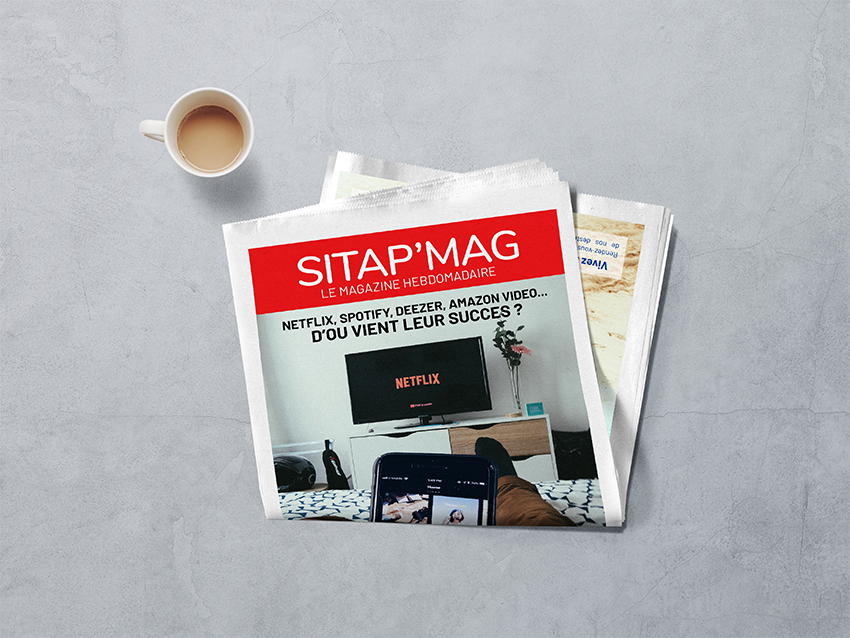 SITAP'MAG
LE MAGAZINE HEBDOMADAIRE
NETFLIX, SPOTIFY, DEEZER, AMAZON VIDEO...
D'OU VIENT LEUR SUCCES ?
NETFLIX
Home
Vivez
Rendez-vous
de nos